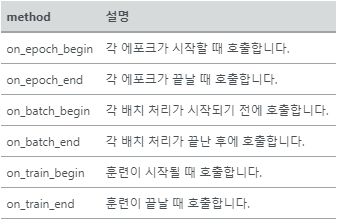 method 설명
on_epoch_begin 각 에포크가 시작할 때 호출합니다.
on_epoch_end 각 에포크가 끝날 때 호출합니다.
on_batch_begin 각 배치 처리가 시작되기 전에 호출합니다.
on_batch_end 각 배치 처리가 끝난 후에 호출합니다.
on_train_begin 훈련이 시작될 때 호출합니다.
on_train_end 훈련이 끝날 때 호출합니다.